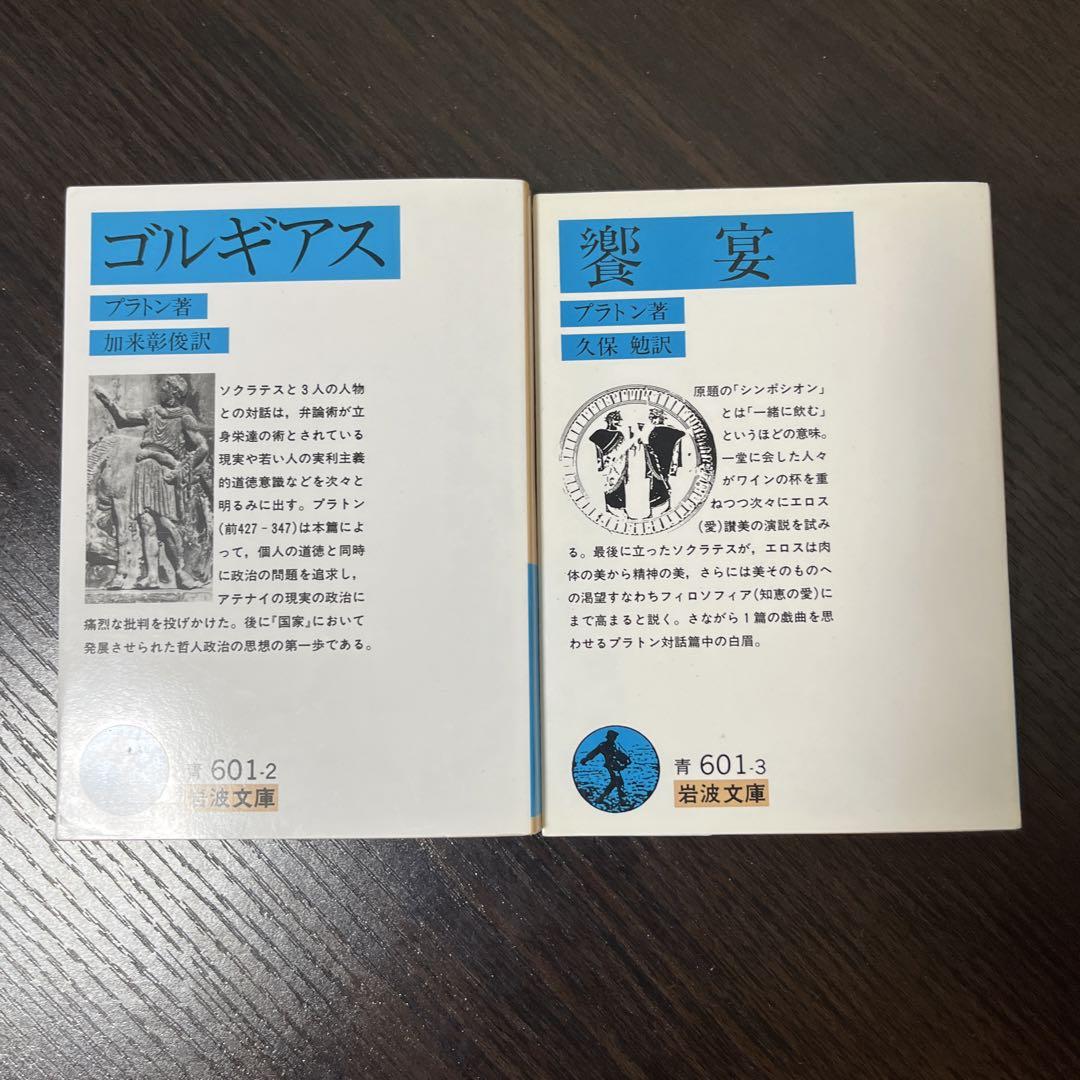 ゴルギアス
プラトン著
加来彰俊訳
ソクラテスと3人の人物
との対話は，弁論術が立
身栄達の術とされている
現実や若い人の実利主義
的道徳意識などを次々と
明るみに出す。プラトン
(前427‐347)は本篇によ
って，個人の道徳と同時
に政治の問題を追求し，
アテナイの現実の政治に
痛烈な批判を投げかけた。後に『国家』において
発展させられた哲人政治の思想の第一歩である。
青 601-2
岩波文庫
饗 宴
プラトン著
久保 勉訳
原題の「シンポシオン」
とは「一緒に飲む」
というほどの意味。
一堂に会した人々
がワインの杯を重
ねつつ次々にエロス
(愛)讃美の演説を試み
る。最後に立ったソクラテスが，エロスは肉
体の美から精神の美，さらには美そのものへ
の渇望すなわちフィロソフィア(知恵の愛)に
まで高まると説く。さながら1篇の戯曲を思
わせるプラトン対話篇中の白眉。
青 601-3
岩波文庫